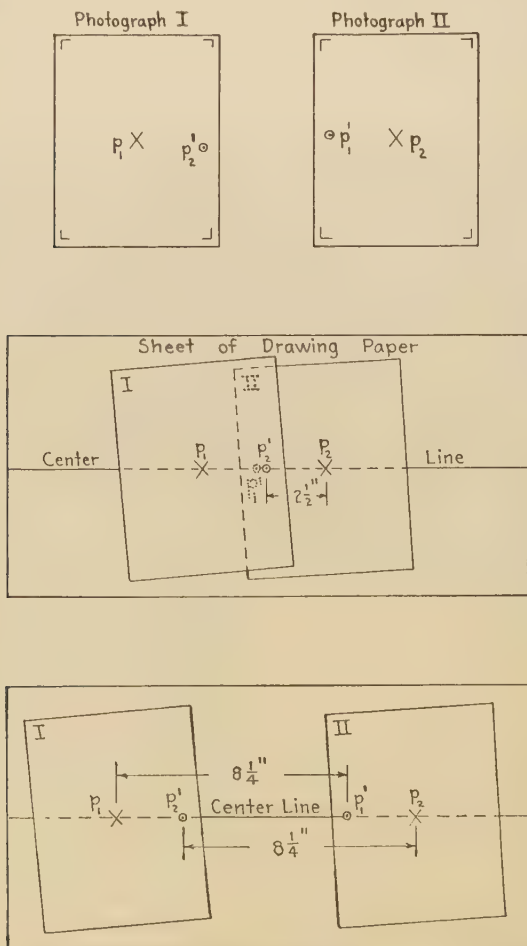 Photograph I
Photograph II
p₁
p₂'
p₁'
p₂
Sheet of Drawing Paper
I
II
p₁
p₂'
p₂
Center
Line
p₁'
2 1/2"
I
II
8 1/4"
p₁
p₂'
Center Line
p₁'
p₂
8 1/4"